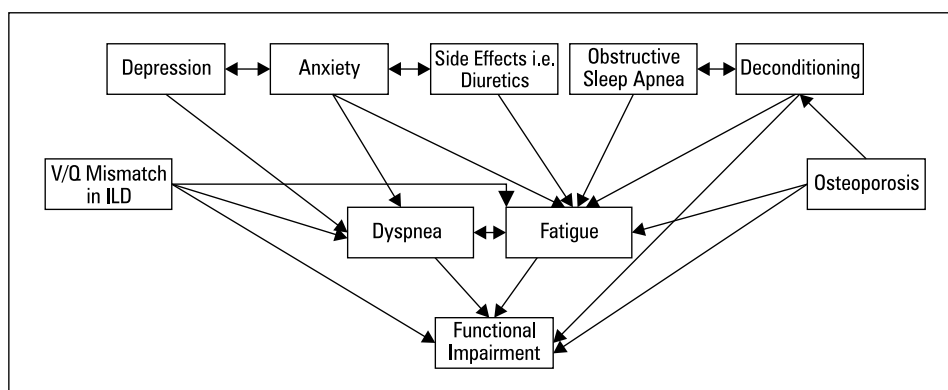 Depression
Anxiety
Side Effects i.e.
Diuretics
Obstructive
Sleep Apnea
Deconditioning
V/Q Mismatch
in ILD
Osteoporosis
Dyspnea
Fatigue
Functional
Impairment